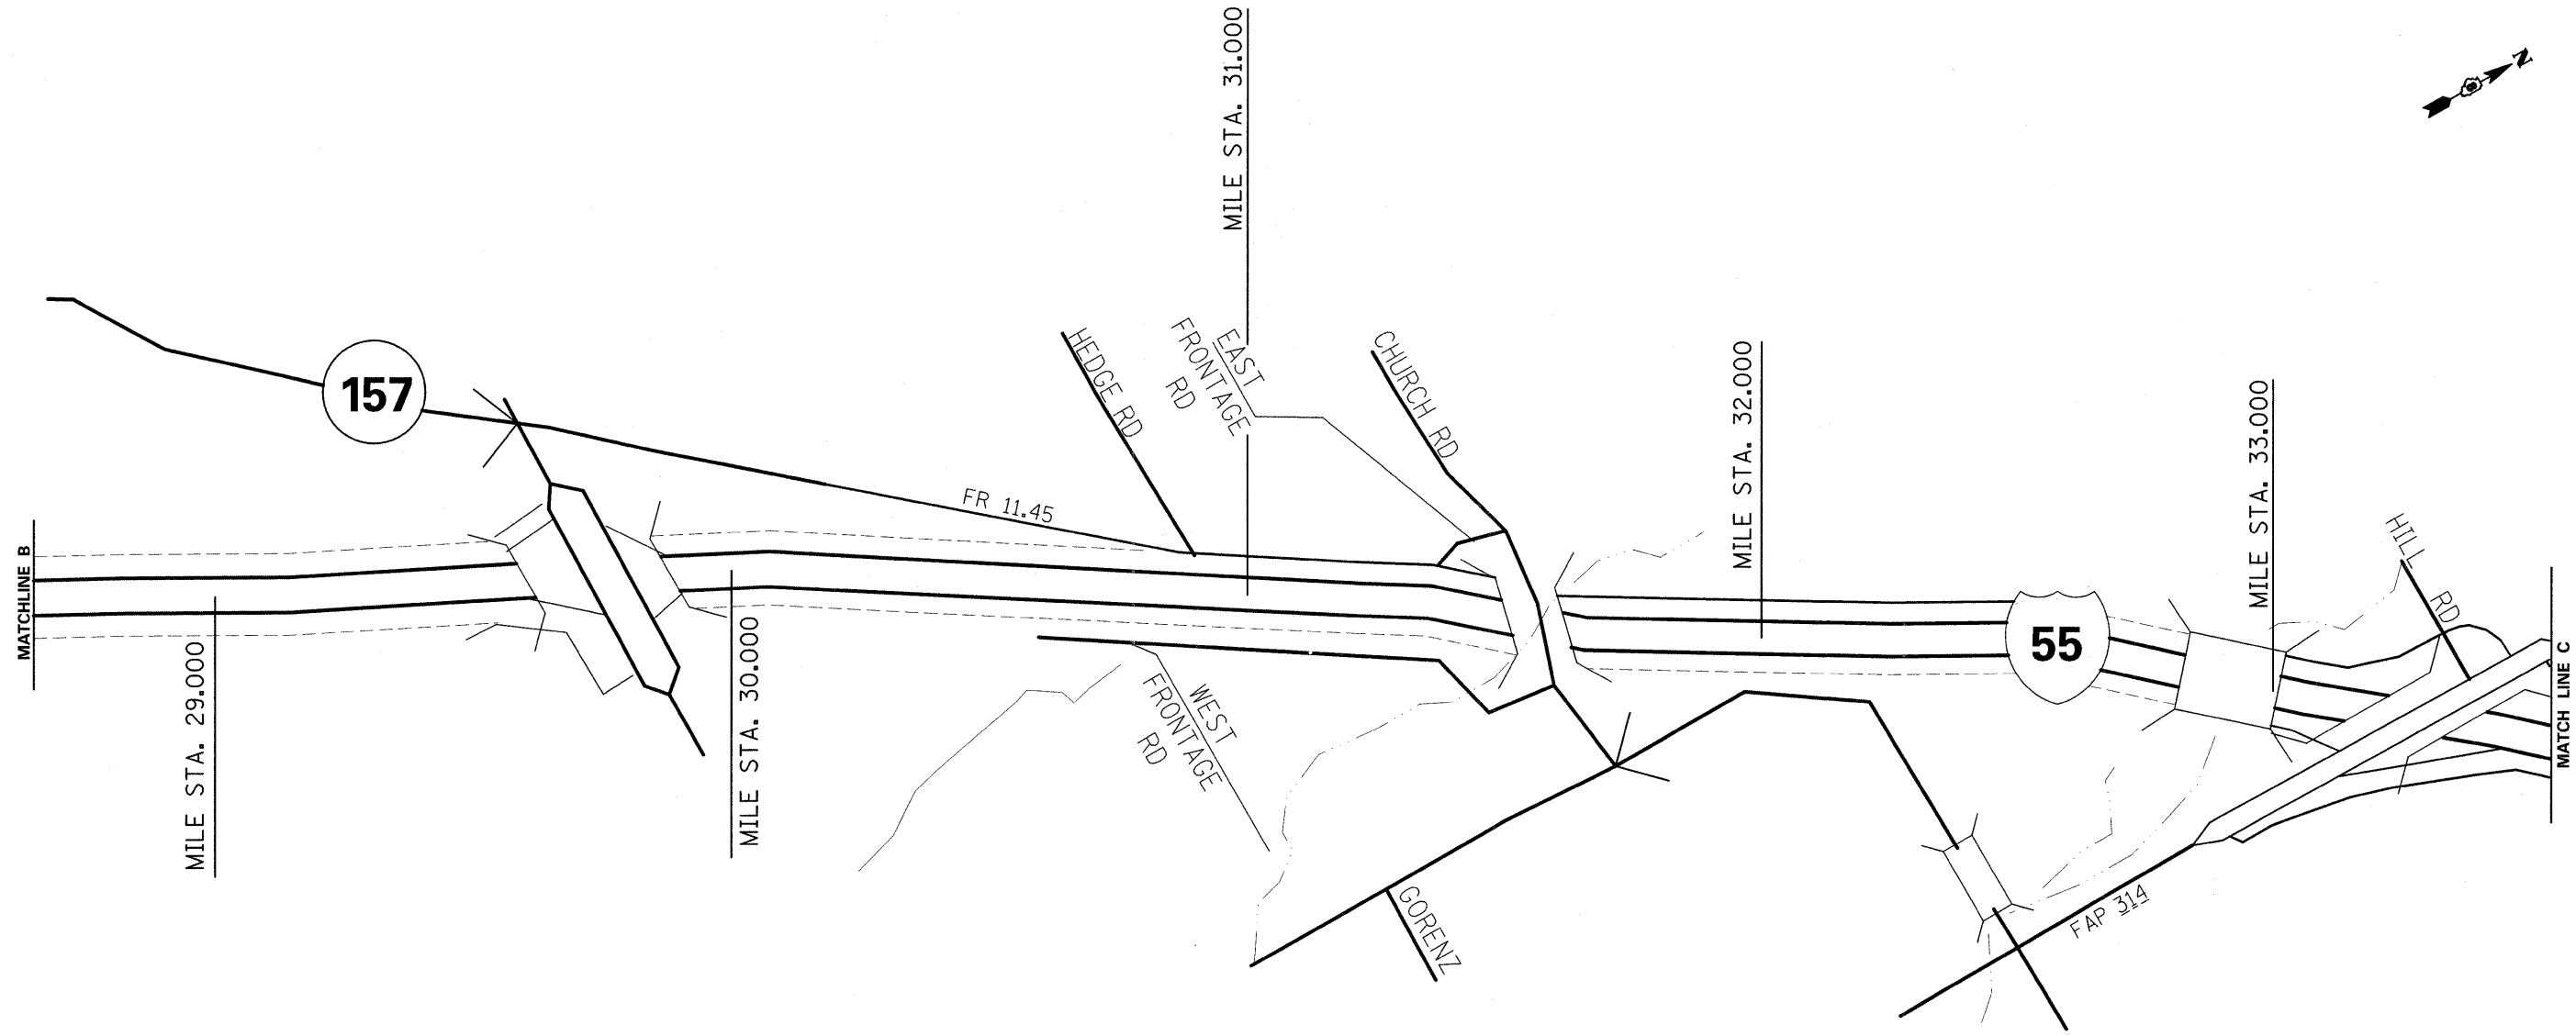 MILE STA. 31.000
N
157
HEDGE RD
EAST
FRONTAGE
RD
CHURCH RD
MILE STA. 32.000
MILE STA. 33.000
FR 11.45
HILL RD
MATCHLINE B
MILE STA. 29.000
MILE STA. 30.000
WEST
FRONTAGE
RD
55
MATCH LINE C
GORENZ
FAP 314